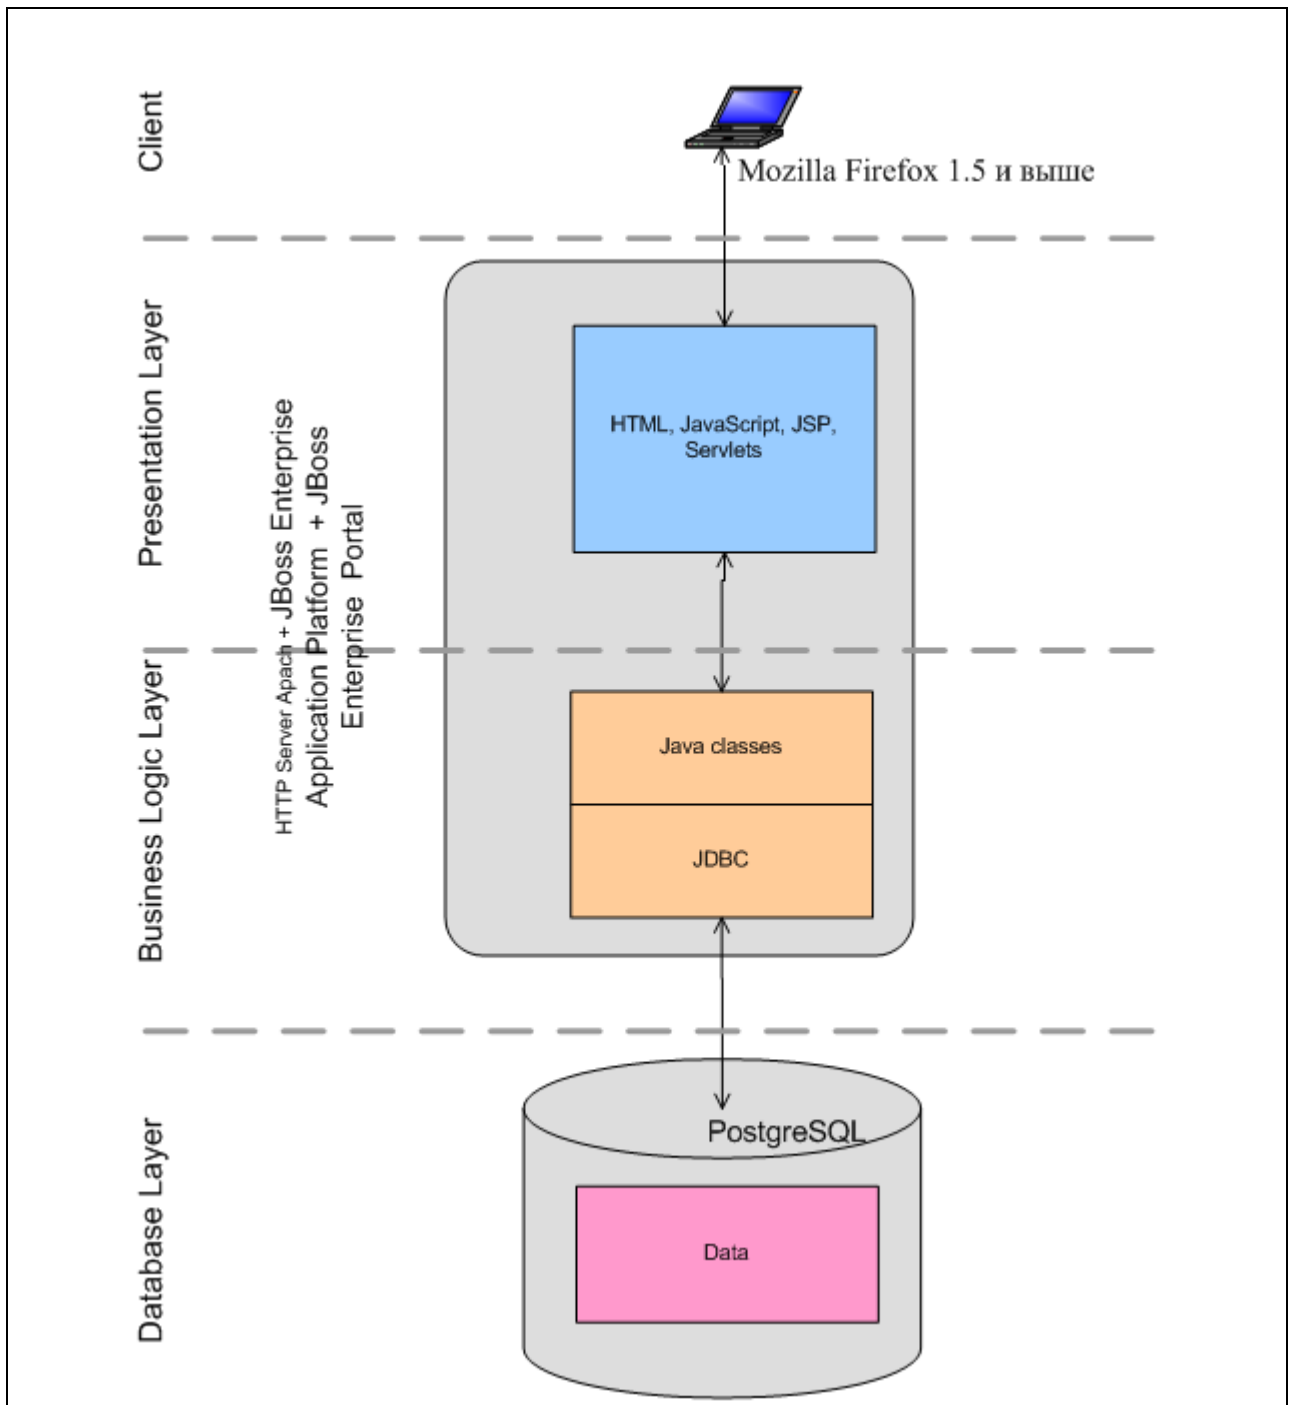 Client
Mozilla Firefox 1.5 и выше
Presentation Layer
HTML, JavaScript, JSP,
Servlets
HTTP Server Apach + JBoss Enterprise
Application Platform + JBoss
Enterprise Portal
Business Logic Layer
Java classes
JDBC
Database Layer
PostgreSQL
Data